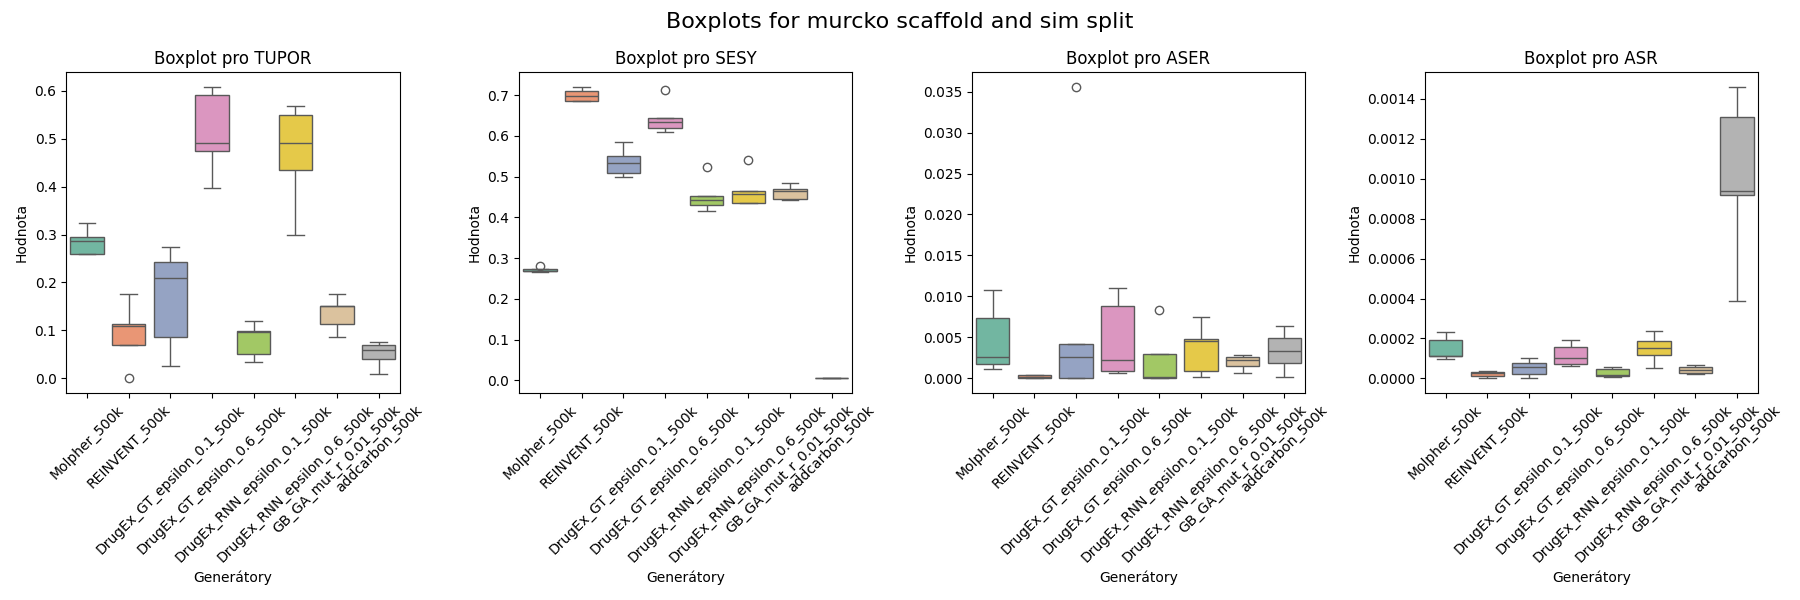 Boxplots for murcko scaffold and sim split
Boxplot pro TUPOR
0.6
0.5
0.4
0.3
0.2
0.1
0.0
Hodnota
Molpher_500k
REINVENT_500k
DrugEx_GT_epsilon_0.1_500k
DrugEx_GT_epsilon_0.6_500k
DrugEx_RNN_epsilon_0.1_500k
DrugEx_RNN_epsilon_0.6_500k
GB_GA_mut_r_0.01_500k
addcarbon_500k
Generátory
Boxplot pro SESY
0.7
0.6
0.5
0.4
0.3
0.2
0.1
0.0
Hodnota
Molpher_500k
REINVENT_500k
DrugEx_GT_epsilon_0.1_500k
DrugEx_GT_epsilon_0.6_500k
DrugEx_RNN_epsilon_0.1_500k
DrugEx_RNN_epsilon_0.6_500k
GB_GA_mut_r_0.01_500k
addcarbon_500k
Generátory
Boxplot pro ASER
0.035
0.030
0.025
0.020
0.015
0.010
0.005
0.000
Hodnota
Molpher_500k
REINVENT_500k
DrugEx_GT_epsilon_0.1_500k
DrugEx_GT_epsilon_0.6_500k
DrugEx_RNN_epsilon_0.1_500k
DrugEx_RNN_epsilon_0.6_500k
GB_GA_mut_r_0.01_500k
addcarbon_500k
Generátory
Boxplot pro ASR
0.0014
0.0012
0.0010
0.0008
0.0006
0.0004
0.0002
0.0000
Hodnota
Molpher_500k
REINVENT_500k
DrugEx_GT_epsilon_0.1_500k
DrugEx_GT_epsilon_0.6_500k
DrugEx_RNN_epsilon_0.1_500k
DrugEx_RNN_epsilon_0.6_500k
GB_GA_mut_r_0.01_500k
addcarbon_500k
Generátory